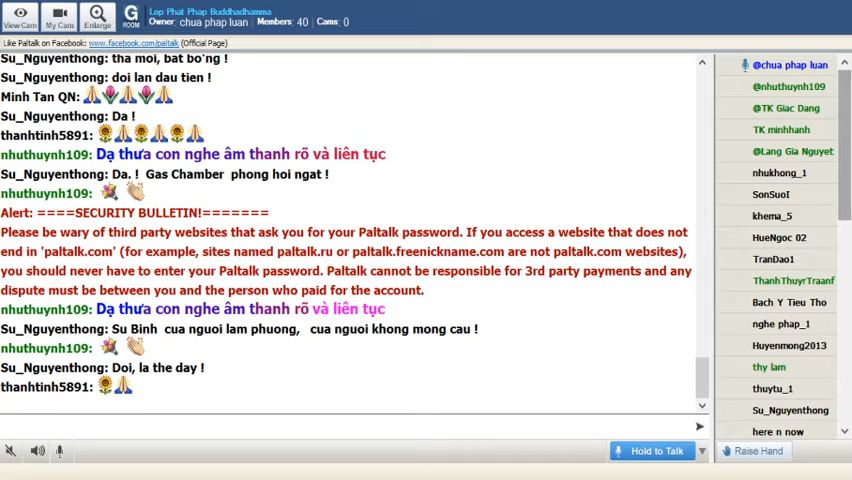 View Cam
My Cam
Enlarge
G
ROOM
Lop Phat Phap Buddhadhamma
Owner: chua phap luan Members: 40 Cams: 0
Like Paltalk on Facebook: www.facebook.com/paltalk (Official Page)
Su_Nguyenthong: tha moi, bat bo'ng !
Su_Nguyenthong: doi lan dau tien !
Minh Tan QN:
Su_Nguyenthong: Da !
thanhtinh5891:
nhuthuynh109: Dạ thưa con nghe âm thanh rõ và liên tục
Su_Nguyenthong: Da. ! Gas Chamber phong hoi ngat !
nhuthuynh109:
Alert: ====SECURITY BULLETIN!=======
Please be wary of third party websites that ask you for your Paltalk password. If you access a website that does not
end in 'paltalk.com' (for example, sites named paltalk.ru or paltalk.freenickname.com are not paltalk.com websites),
you should never have to enter your Paltalk password. Paltalk cannot be responsible for 3rd party payments and any
dispute must be between you and the person who paid for the account.
nhuthuynh109: Dạ thưa con nghe âm thanh rõ và liên tục
Su_Nguyenthong: Su Binh cua nguoi lam phuong, cua nguoi khong mong cau !
nhuthuynh109:
Su_Nguyenthong: Doi, la the day !
thanhtinh5891:
Hold to Talk
@chua phap luan
@nhuthuynh109
@TK Giac Dang
TK minhhanh
@Lang Gia Nguyet
nhukhong_1
SonSuoI
khema_5
HueNgoc 02
TranDao1
ThanhThuyrTraanf
Bach Y Tieu Tho
nghe phap_1
Huyenmong2013
thy lam
thuytu_1
Su_Nguyenthong
here n now
Raise Hand